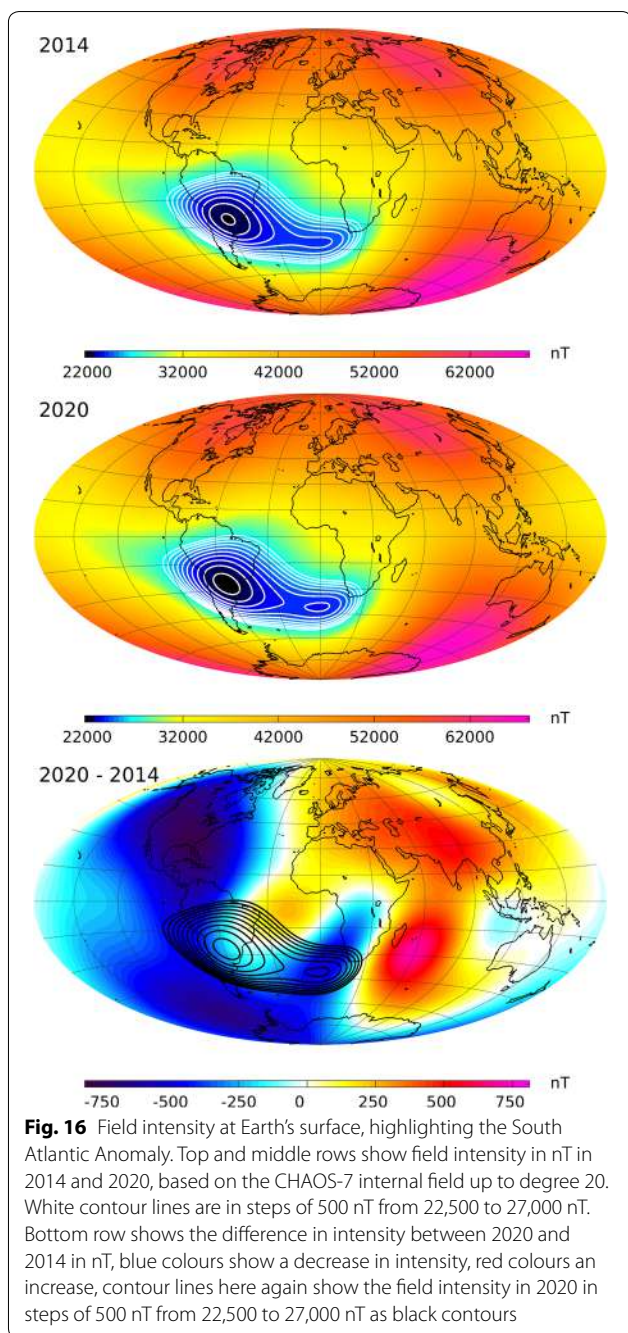 2014
nT
22000 32000 42000 52000 62000
2020
nT
22000 32000 42000 52000 62000
2020 - 2014
nT
-750 -500 -250 0 250 500 750
Fig. 16 Field intensity at Earth’s surface, highlighting the South
Atlantic Anomaly. Top and middle rows show field intensity in nT in
2014 and 2020, based on the CHAOS-7 internal field up to degree 20.
White contour lines are in steps of 500 nT from 22,500 to 27,000 nT.
Bottom row shows the difference in intensity between 2020 and
2014 in nT, blue colours show a decrease in intensity, red colours an
increase, contour lines here again show the field intensity in 2020 in
steps of 500 nT from 22,500 to 27,000 nT as black contours